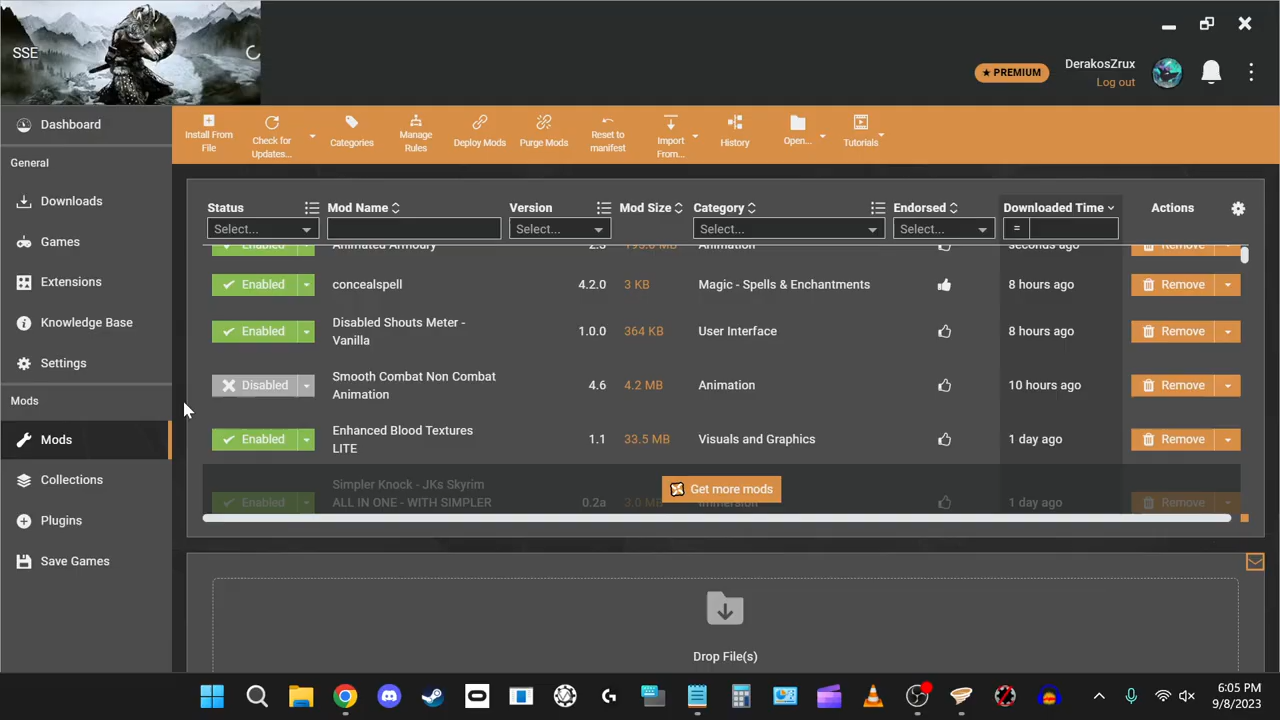 SSE
PREMIUM
DerakosZrux
Log out
Dashboard
General
Downloads
Games
Extensions
Knowledge Base
Settings
Mods
Mods
Collections
Plugins
Save Games
Install From File
Check for Updates...
Categories
Manage Rules
Deploy Mods
Purge Mods
Reset to manifest
Import From...
History
Open...
Tutorials
Status Mod Name Version Mod Size Category Endorsed Downloaded Time Actions
Select... Select... Select... Select... =
Enabled Animated Armoury 2.3 193.6 MB Animation seconds ago Remove
Enabled concealspell 4.2.0 3 KB Magic - Spells & Enchantments 8 hours ago Remove
Enabled Disabled Shouts Meter - 1.0.0 364 KB User Interface 8 hours ago Remove
Vanilla
Disabled Smooth Combat Non Combat 4.6 4.2 MB Animation 10 hours ago Remove
Animation
Enabled Enhanced Blood Textures 1.1 33.5 MB Visuals and Graphics 1 day ago Remove
LITE
Simpler Knock - JKs Skyrim
Get more mods
Enabled ALL IN ONE - WITH SIMPLER 0.2a 3.0 MB Immersion 1 day ago Remove
Drop File(s)
6:05 PM
9/8/2023